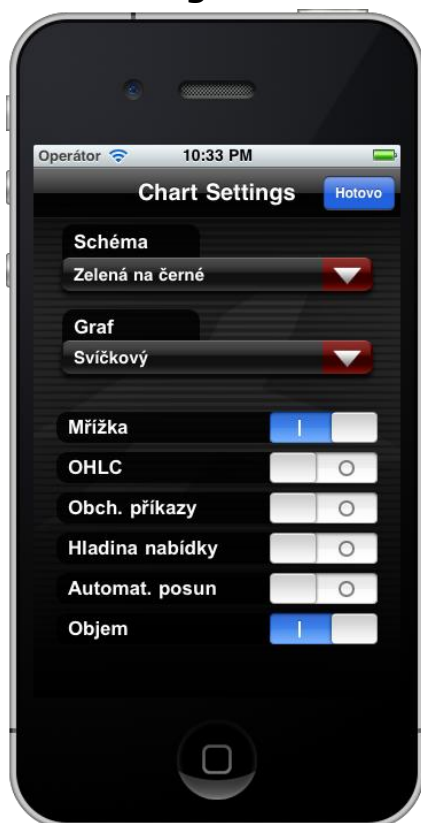 Operátor 10:33 PM
Chart Settings Hotovo
Schéma
Zelená na černé
Graf
Svíčkový
Mřížka
OHLC
Obch. příkazy
Hladina nabídky
Automat. posun
Objem